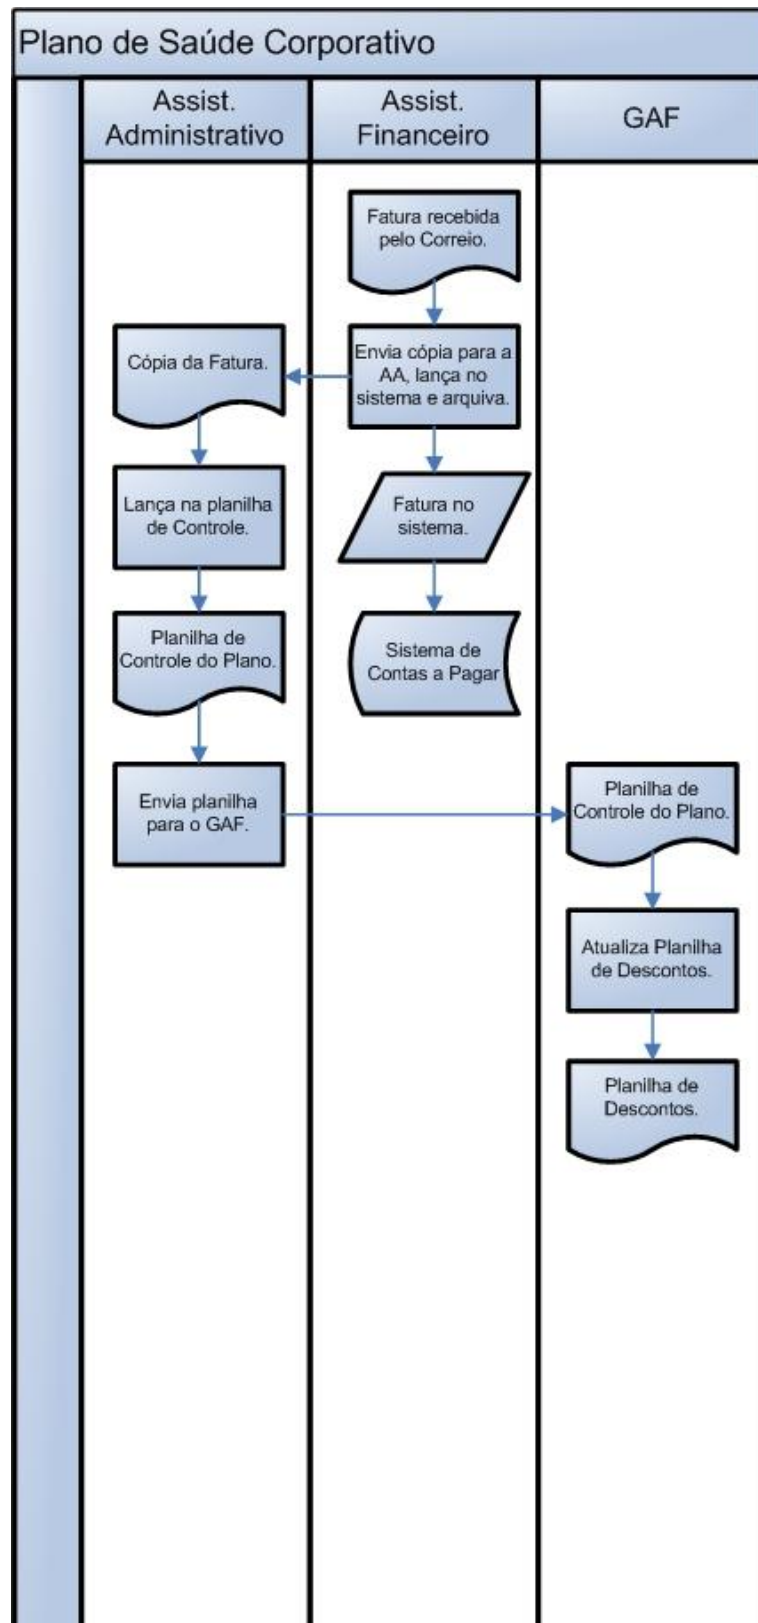 Plano de Saúde Corporativo
Assist.
Administrativo
Assist.
Financeiro
GAF
Fatura recebida
pelo Correio.
Envia cópia para a
AA, lança no
sistema e arquiva.
Cópia da Fatura.
Lança na planilha
de Controle.
Fatura no
sistema.
Planilha de
Controle do Plano.
Sistema de
Contas a Pagar
Envia planilha
para o GAF.
Planilha de
Controle do Plano.
Atualiza Planilha
de Descontos.
Planilha de
Descontos.